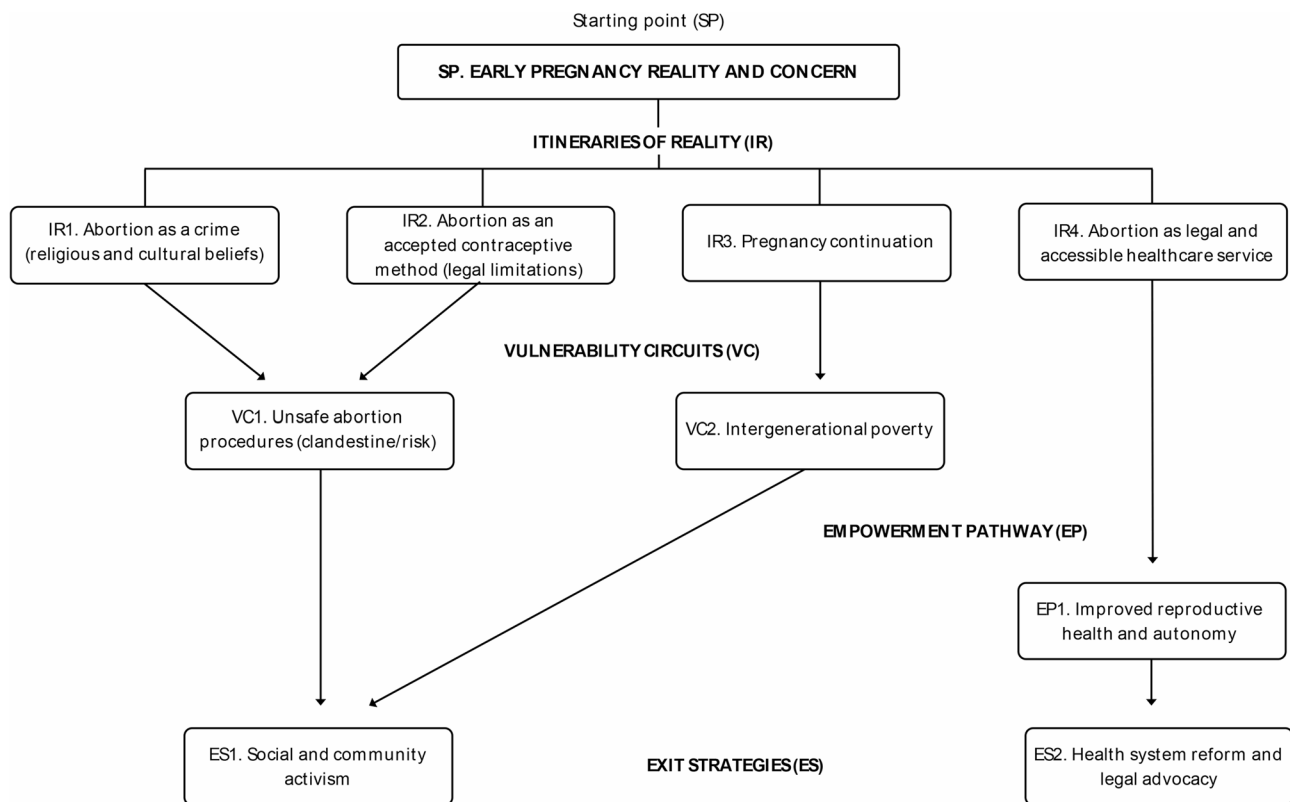 Starting point (SP)
SP. EARLY PREGNANCY REALITY AND CONCERN
ITINERARIES OF REALITY (IR)
IR1. Abortion as a crime
(religious and cultural beliefs)
IR2. Abortion as an
accepted contraceptive
method (legal limitations)
IR3. Pregnancy continuation
IR4. Abortion as legal and
accessible healthcare service
VULNERABILITY CIRCUITS (VC)
VC1. Unsafe abortion
procedures (clandestine/risk)
VC2. Intergenerational poverty
EMPOWERMENT PATHWAY (EP)
EP1. Improved reproductive
health and autonomy
ES1. Social and community
activism
EXIT STRATEGIES (ES)
ES2. Health system reform and
legal advocacy